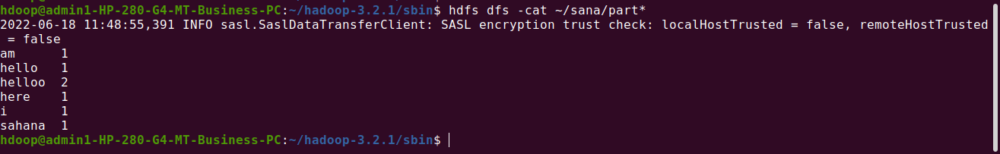 hdoop@admin1-HP-280-G4-MT-Business-PC:~/hadoop-3.2.1/sbin$ hdfs dfs -cat ~/sana/part*
2022-06-18 11:48:55,391 INFO sasl.SaslDataTransferClient: SASL encryption trust check: localHostTrusted = false, remoteHostTrusted
 = false
am      1
hello   1
helloo  2
here    1
i       1
sahana  1
hdoop@admin1-HP-280-G4-MT-Business-PC:~/hadoop-3.2.1/sbin$